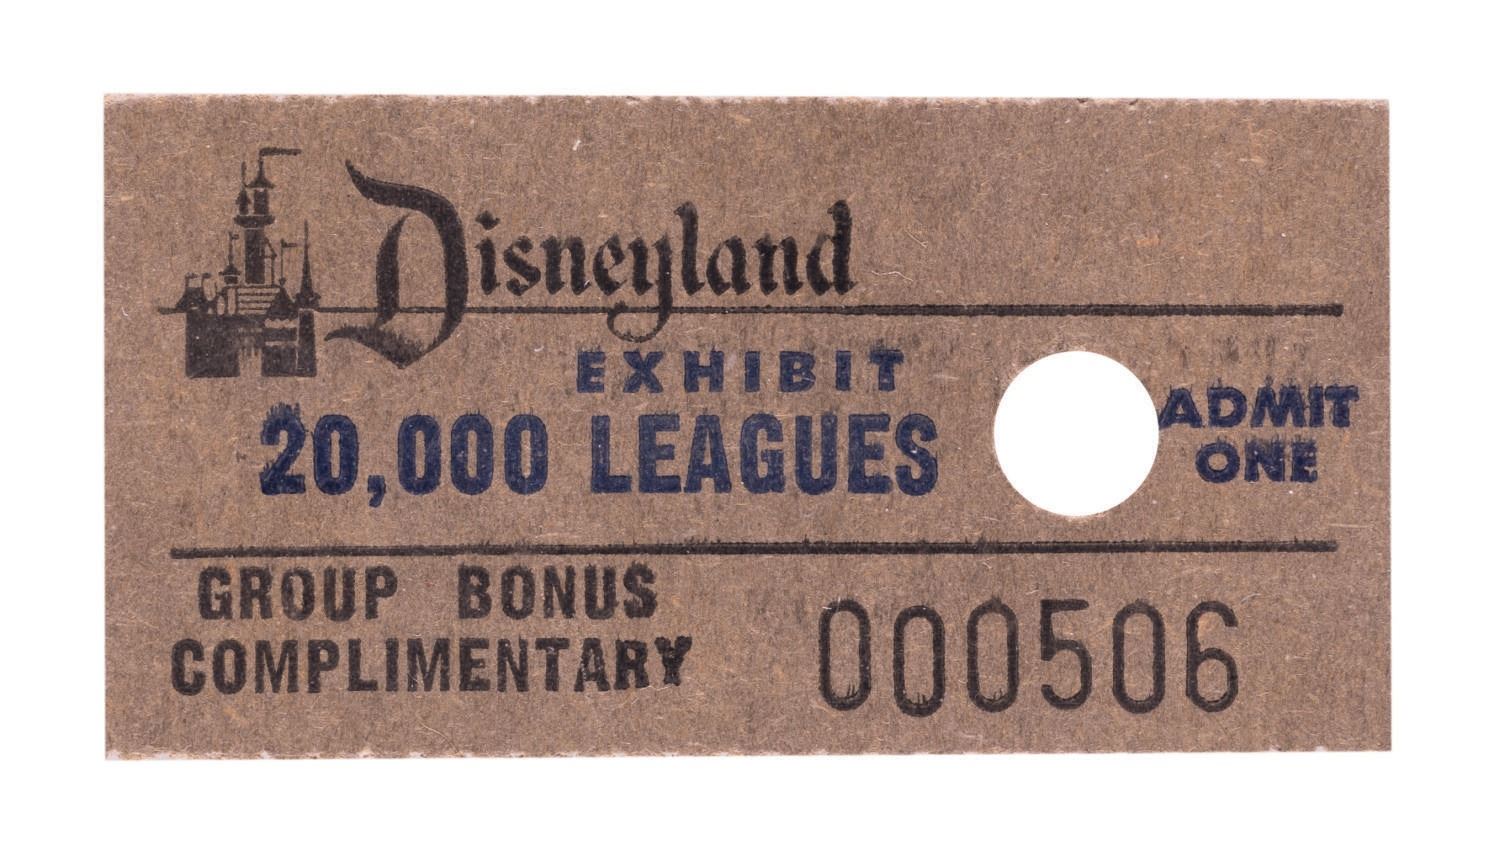 Disneyland
EXHIBIT
20,000 LEAGUES
ADMIT
ONE
GROUP BONUS
COMPLIMENTARY
000506